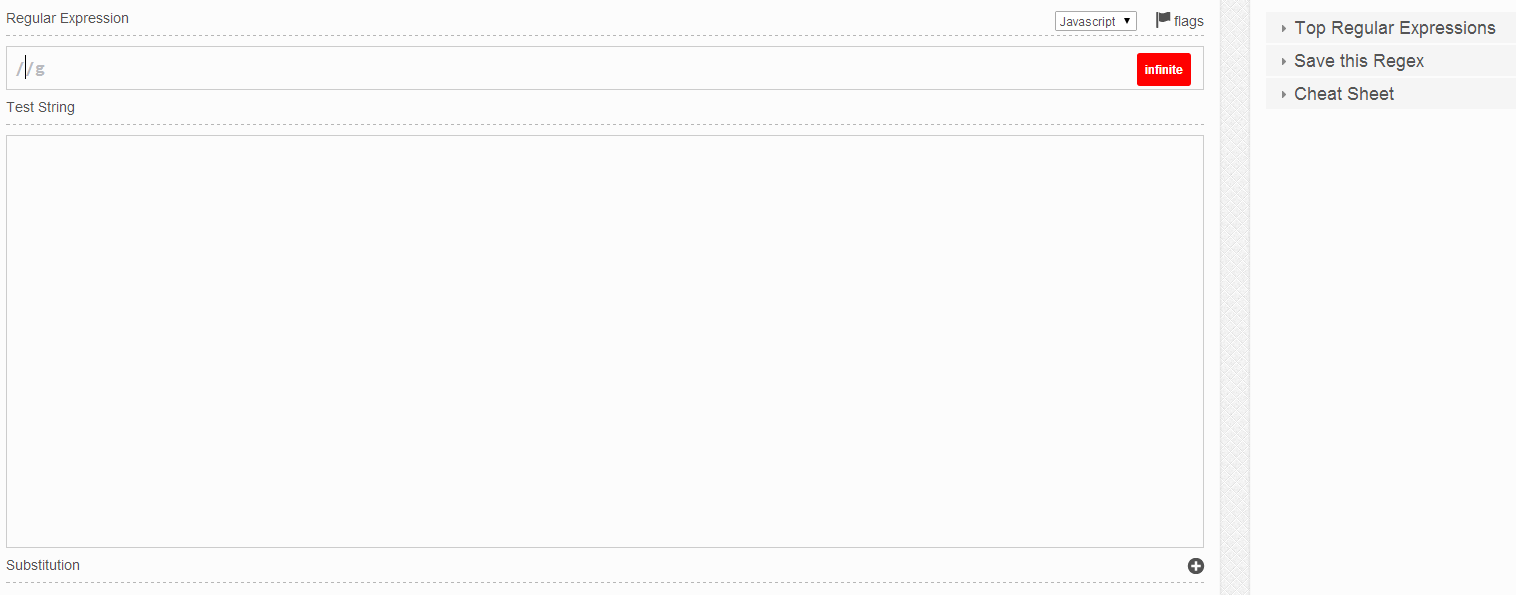 Regular Expression
Javascript
flags
//g
infinite
Test String
Substitution
Top Regular Expressions
Save this Regex
Cheat Sheet